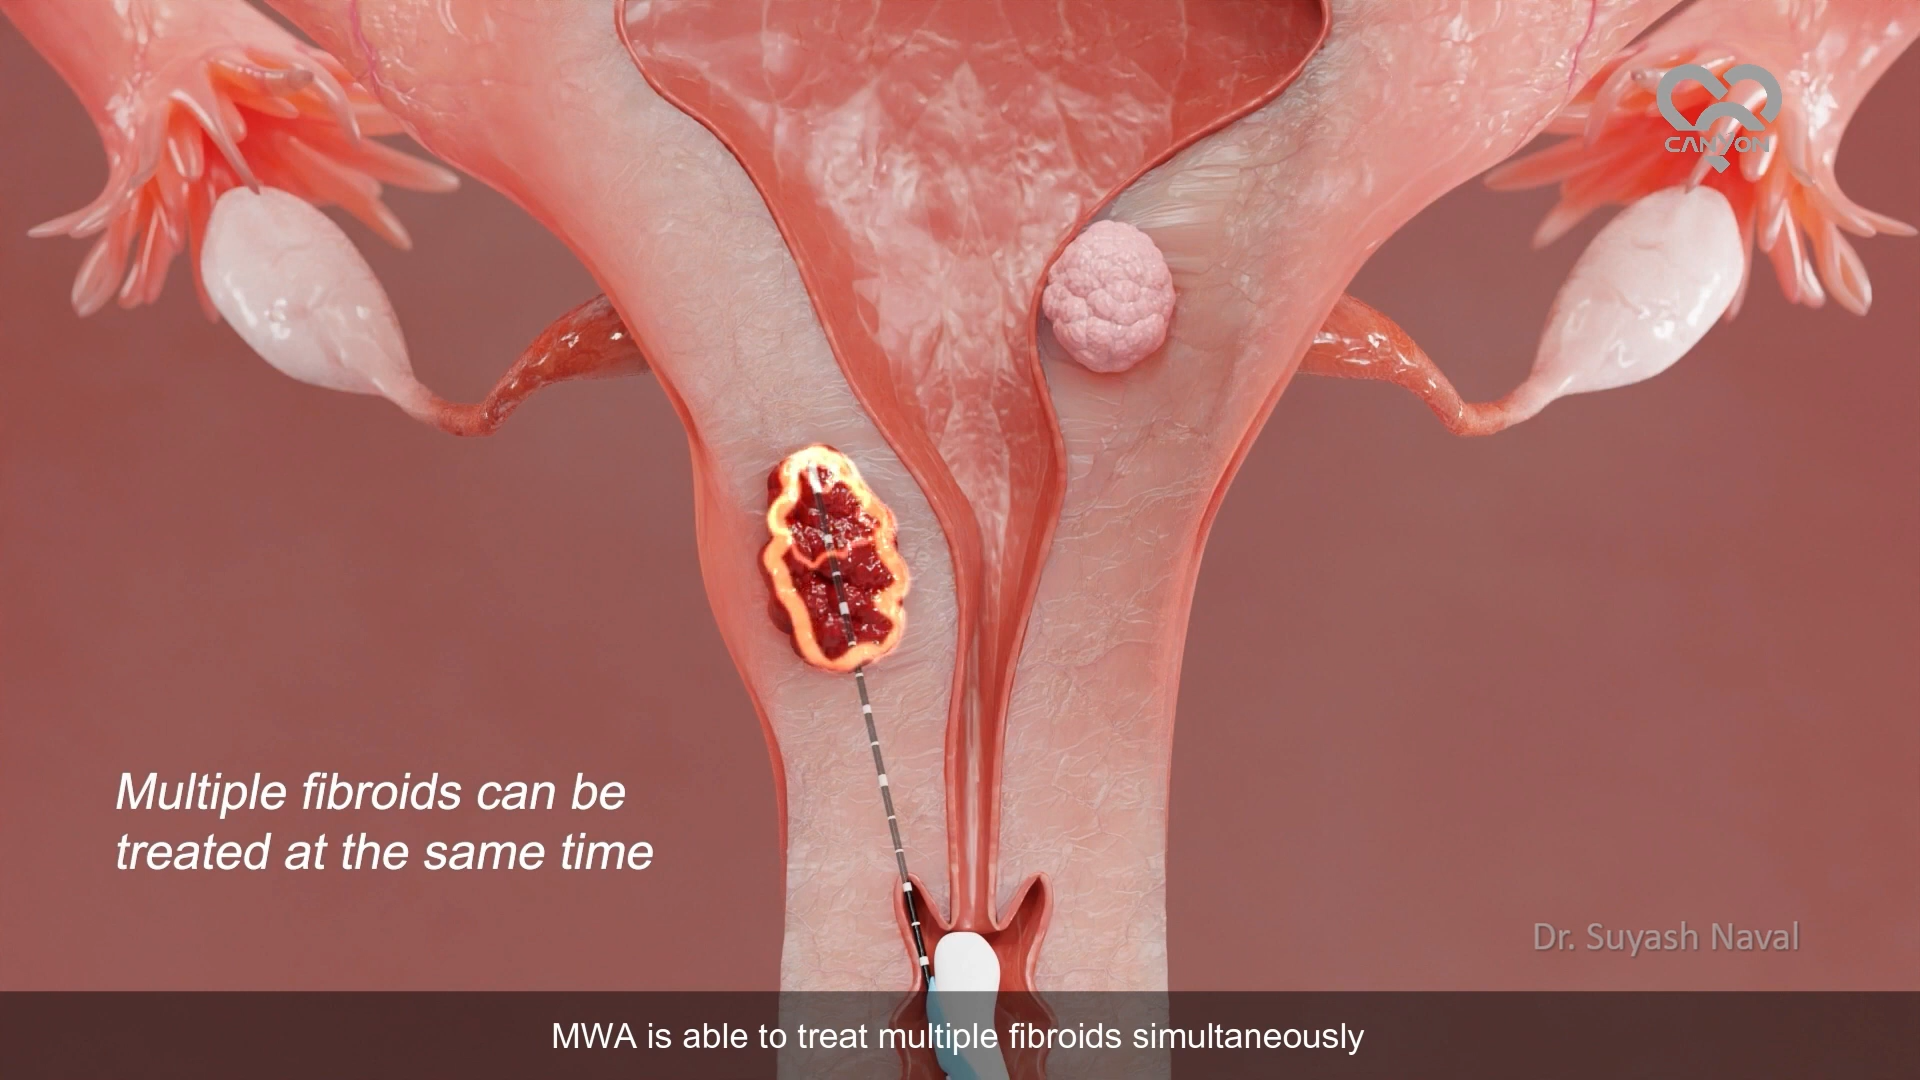 CANYON
Multiple fibroids can be
treated at the same time
Dr. Suyash Naval
MWA is able to treat multiple fibroids simultaneously